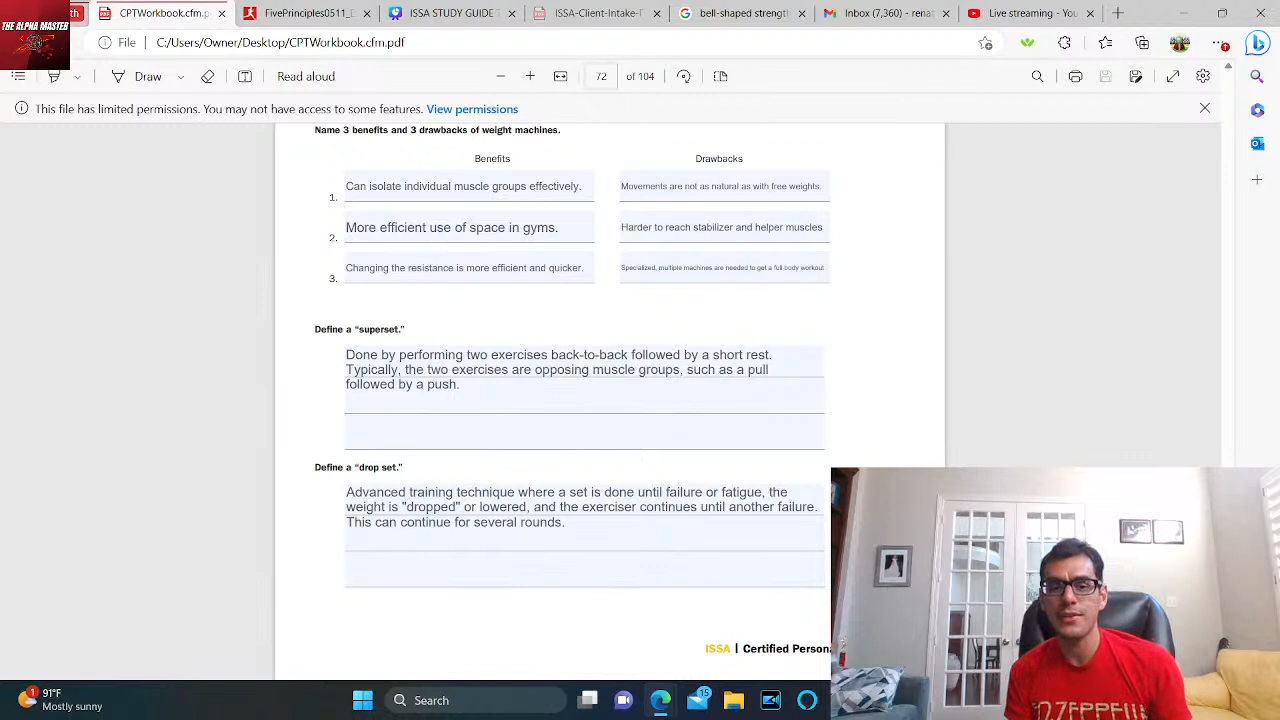 THE ALPHA MASTER
th
CPTWorkbook.cfm.pdf
FivePrinciples0511_E
ISSA STUDY GUIDE
ISSA-Client-Intake-F
bell-shaped strength
Inbox (7,360) - rena
Live streaming - You
File
C:/Users/Owner/Desktop/CPTWorkbook.cfm.pdf
Draw
Read aloud
72
of 104
This file has limited permissions. You may not have access to some features. View permissions
Name 3 benefits and 3 drawbacks of weight machines.
Benefits
Drawbacks
1.
Can isolate individual muscle groups effectively.
Movements are not as natural as with free weights.
2.
More efficient use of space in gyms.
Harder to reach stabilizer and helper muscles
3.
Changing the resistance is more efficient and quicker.
Specialized, multiple machines are needed to get a full body workout
Define a “superset.”
Done by performing two exercises back-to-back followed by a short rest.
Typically, the two exercises are opposing muscle groups, such as a pull
followed by a push.
Define a “drop set.”
Advanced training technique where a set is done until failure or fatigue, the
weight is "dropped" or lowered, and the exerciser continues until another failure.
This can continue for several rounds.
ISSA | Certified Persona
1
91°F
Mostly sunny
Search
15